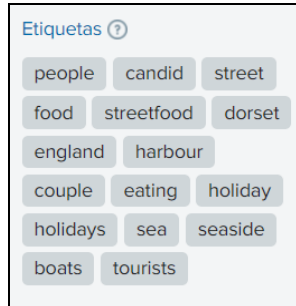 Etiquetas ?
people candid street
food streetfood dorset
england harbour
couple eating holiday
holidays sea seaside
boats tourists